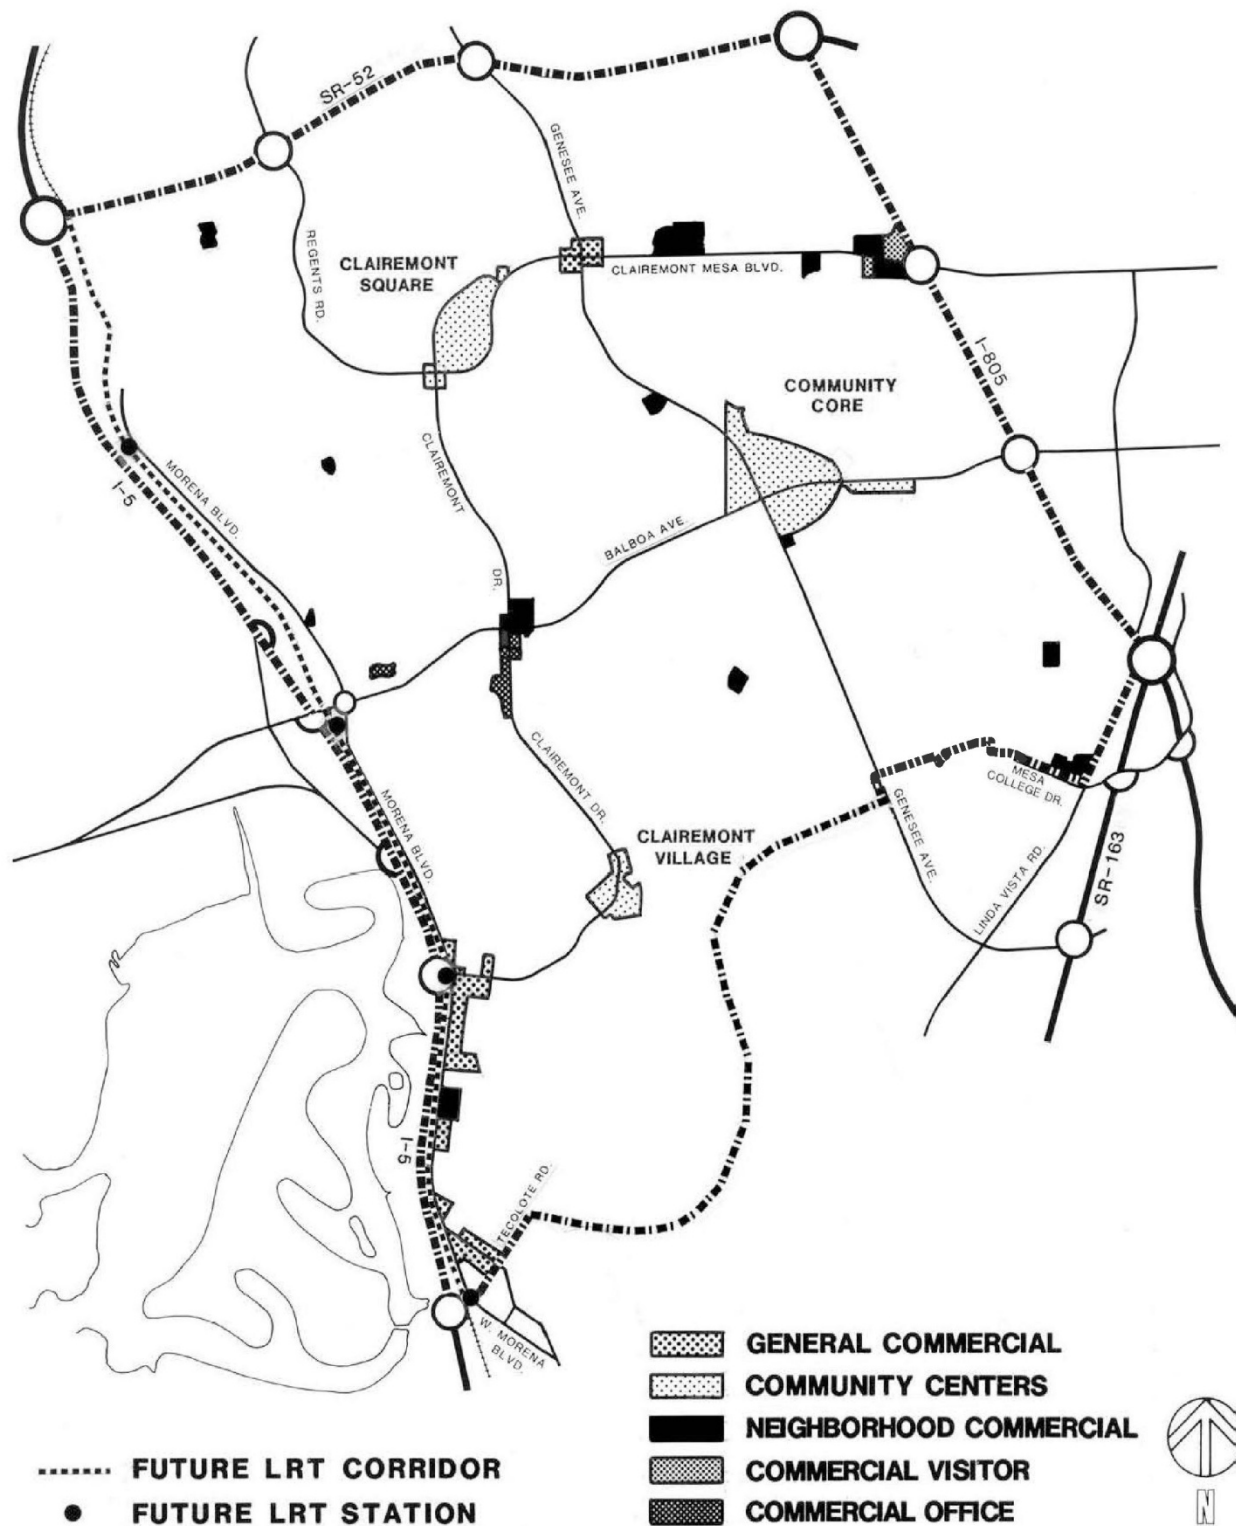 SR-52
GENESEE AVE.
REGENTS RD.
CLAIREMONT
SQUARE
CLAIREMONT MESA BLVD.
I-805
COMMUNITY
CORE
CLAIREMONT
DR.
MORENA BLVD.
I-5
BALBOA AVE.
CLAIREMONT DR.
MORENA BLVD.
CLAIREMONT
VILLAGE
MESA
COLLEGE DR.
GENESEE AVE.
LINDA VISTA RD.
SR-163
I-5
TECOLOTE RD.
W. MORENA
BLVD.
GENERAL COMMERCIAL
COMMUNITY CENTERS
NEIGHBORHOOD COMMERCIAL
COMMERCIAL VISITOR
COMMERCIAL OFFICE
FUTURE LRT CORRIDOR
FUTURE LRT STATION
N